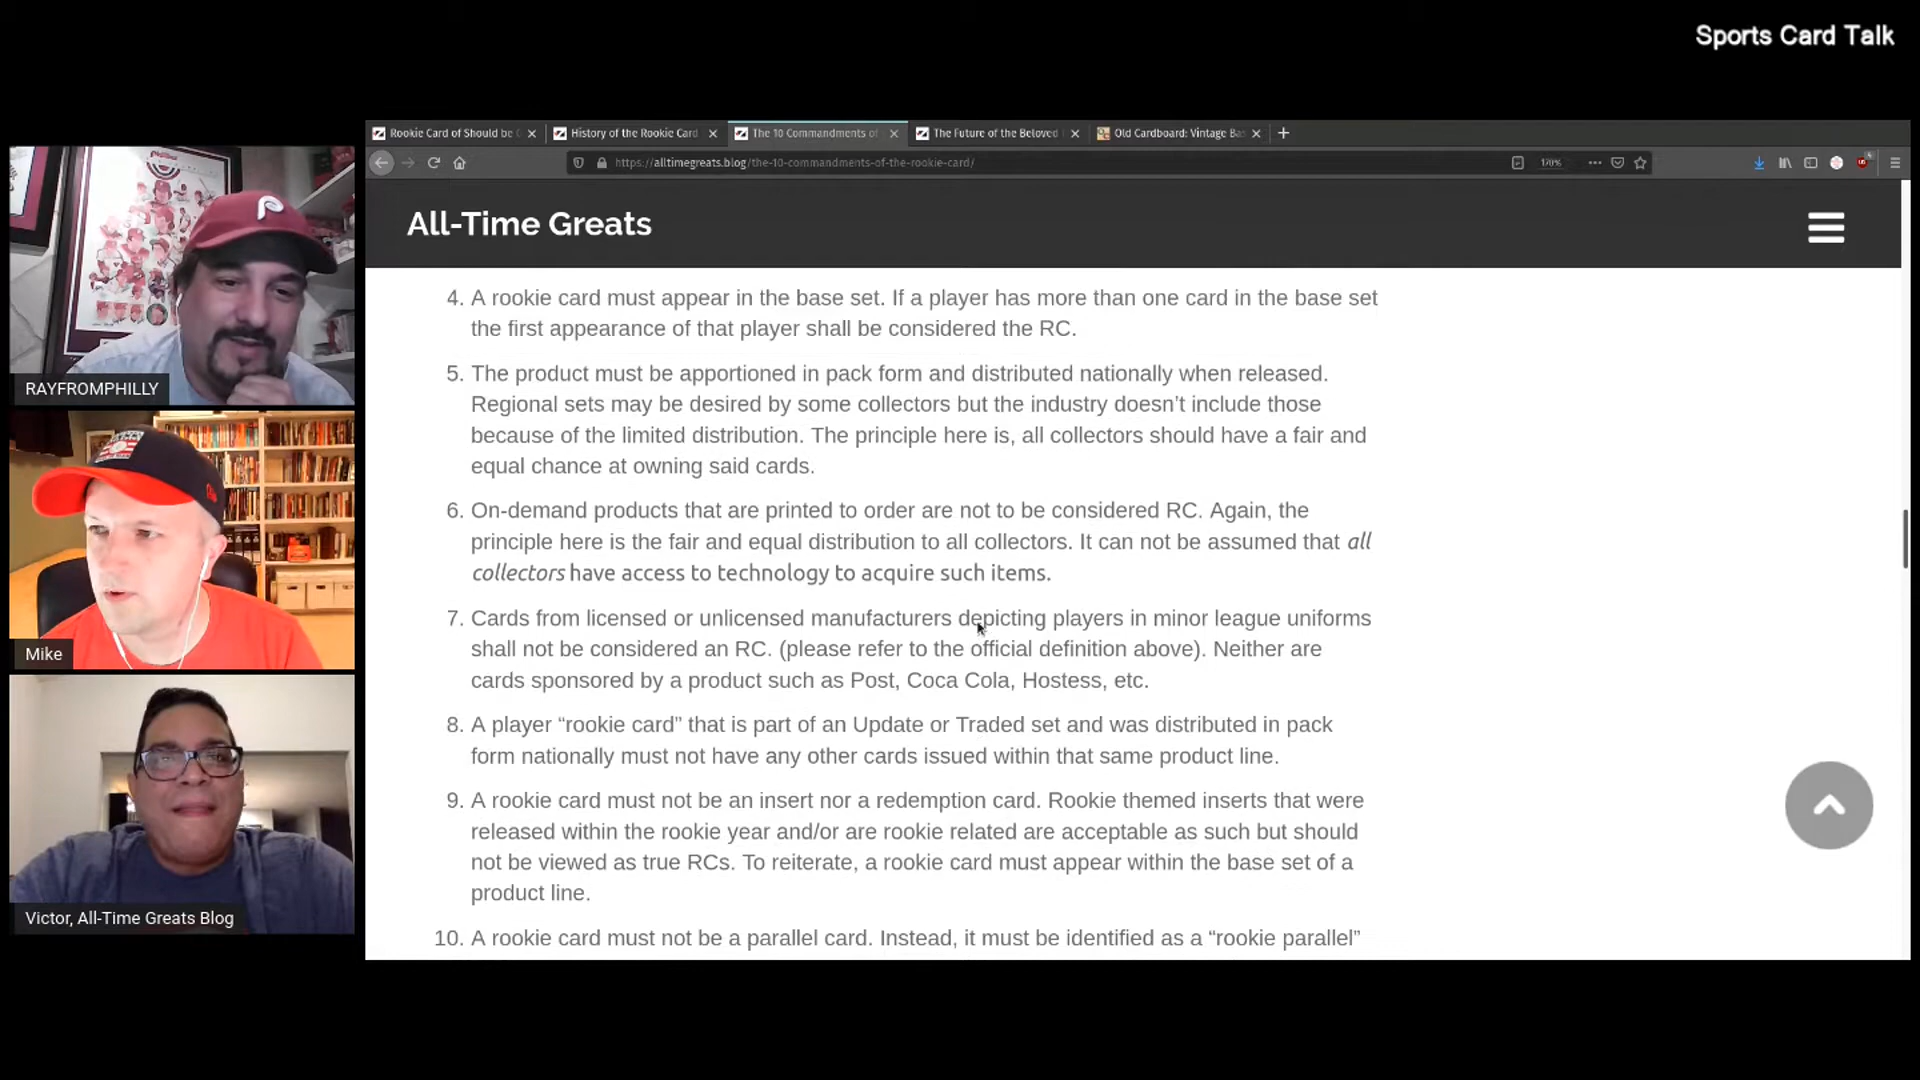 Sports Card Talk
Rookie Card of Should be
History of the Rookie Card
The 10 Commandments of
The Future of the Beloved
Old Cardboard: Vintage Ba
https://alltimegreats.blog/the-10-commandments-of-the-rookie-card/
170%
All-Time Greats
4. A rookie card must appear in the base set. If a player has more than one card in the base set
the first appearance of that player shall be considered the RC.
5. The product must be apportioned in pack form and distributed nationally when released.
Regional sets may be desired by some collectors but the industry doesn’t include those
because of the limited distribution. The principle here is, all collectors should have a fair and
equal chance at owning said cards.
6. On-demand products that are printed to order are not to be considered RC. Again, the
principle here is the fair and equal distribution to all collectors. It can not be assumed that all
collectors have access to technology to acquire such items.
7. Cards from licensed or unlicensed manufacturers depicting players in minor league uniforms
shall not be considered an RC. (please refer to the official definition above). Neither are
cards sponsored by a product such as Post, Coca Cola, Hostess, etc.
8. A player “rookie card” that is part of an Update or Traded set and was distributed in pack
form nationally must not have any other cards issued within that same product line.
9. A rookie card must not be an insert nor a redemption card. Rookie themed inserts that were
released within the rookie year and/or are rookie related are acceptable as such but should
not be viewed as true RCs. To reiterate, a rookie card must appear within the base set of a
product line.
10. A rookie card must not be a parallel card. Instead, it must be identified as a “rookie parallel”
P
RAYFROMPHILLY
Mike
Victor, All-Time Greats Blog